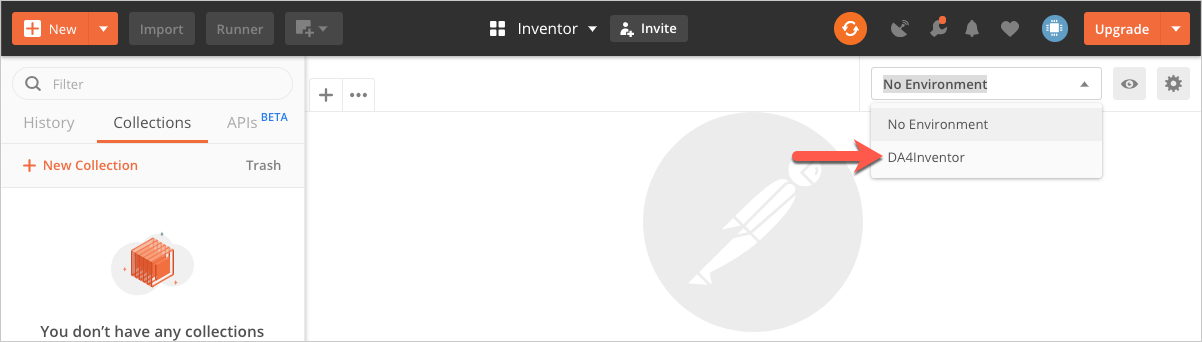 New
Import
Runner
Inventor
Invite
Upgrade
Filter
No Environment
History
Collections
APIs BETA
No Environment
New Collection
Trash
DA4Inventor
You don’t have any collections